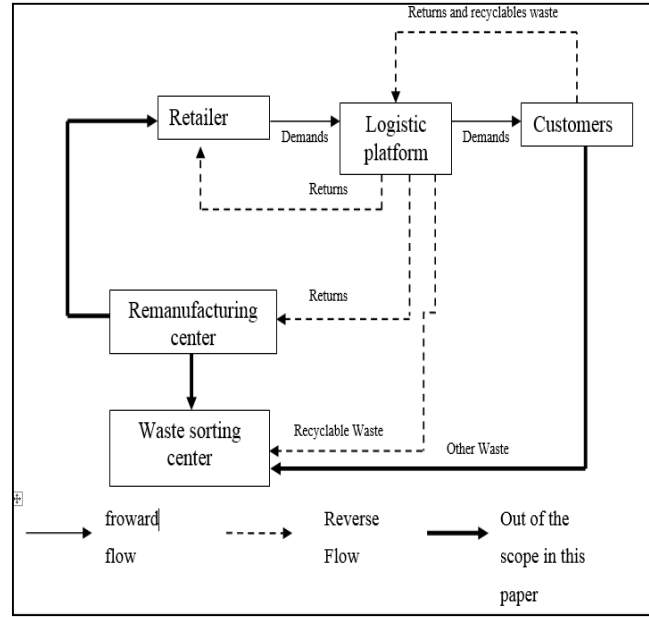 Returns and recyclables waste
Retailer
Demands
Logistic
platform
Demands
Customers
Returns
Remanufacturing
center
Returns
Waste sorting
center
Recyclable Waste
Other Waste
froward
flow
Reverse
Flow
Out of the
scope in this
paper